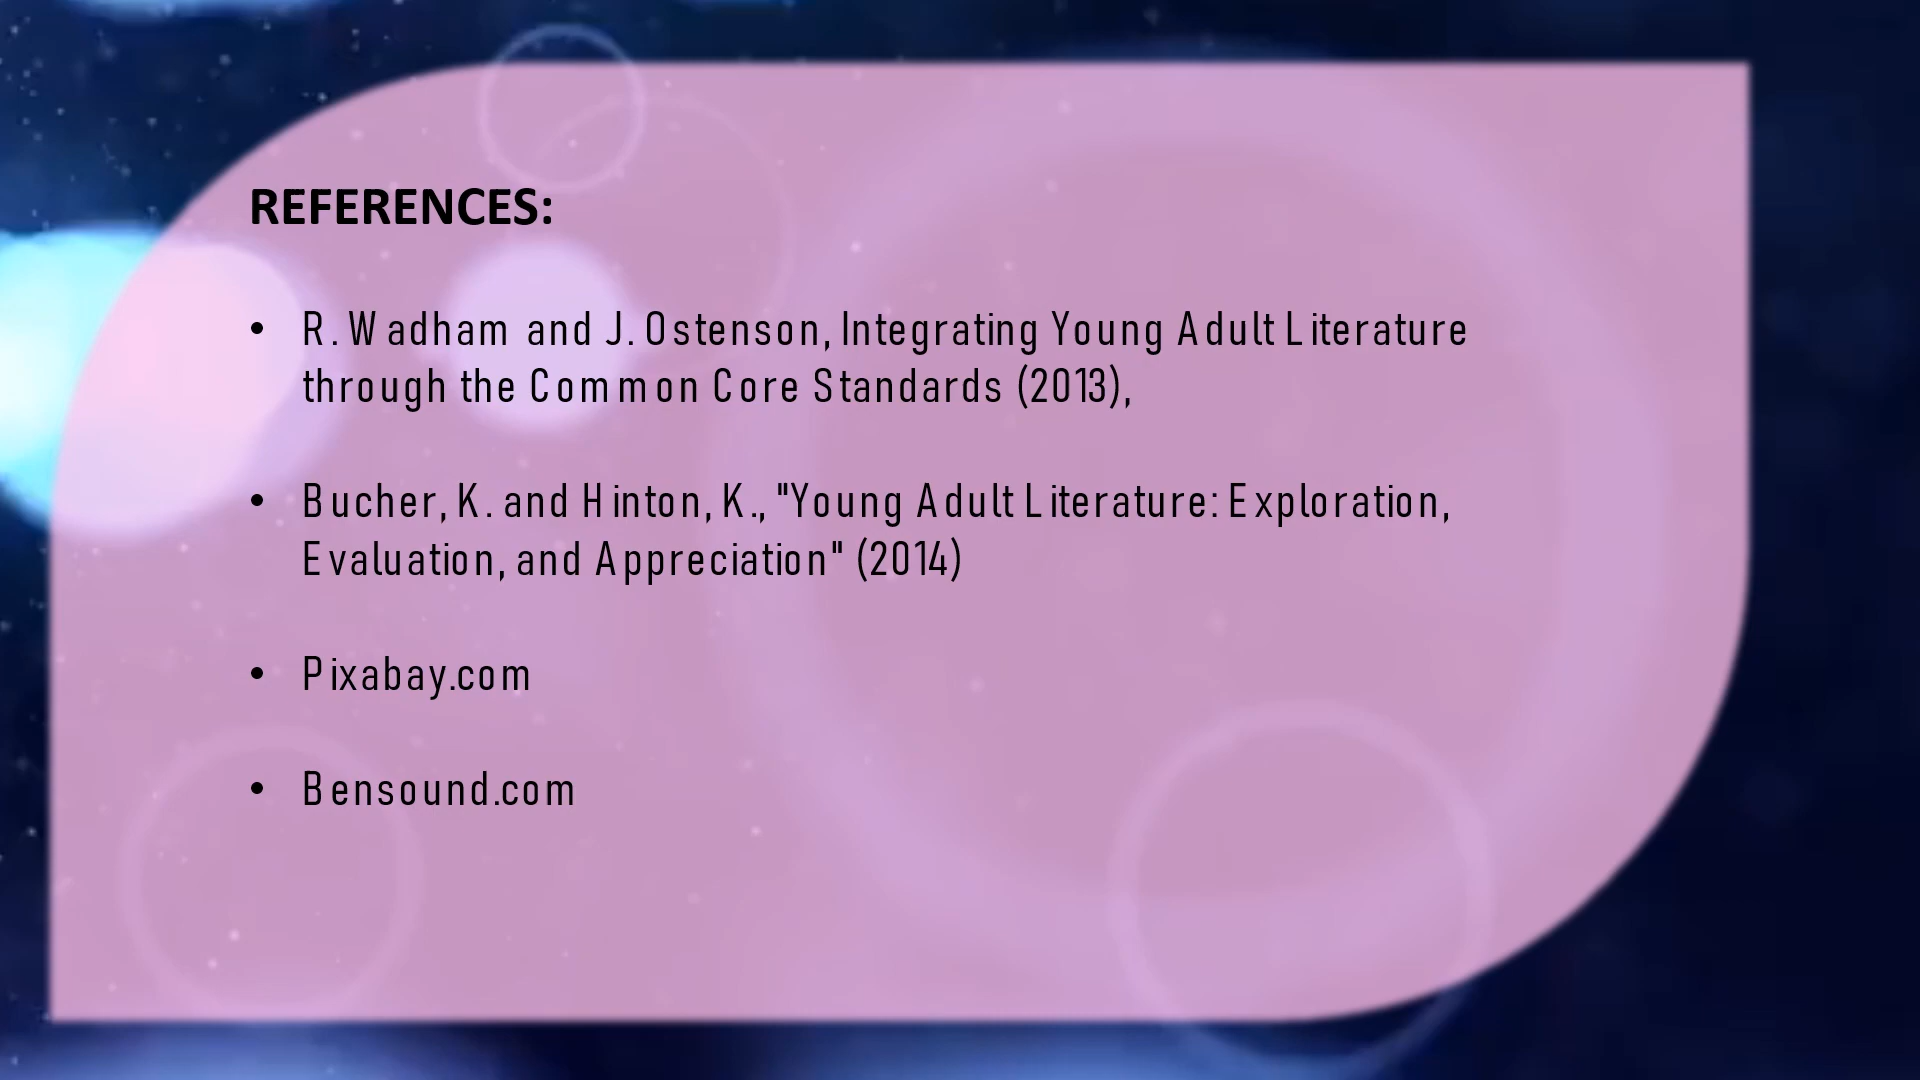 REFERENCES:
• R. Wadham and J. Ostenson, Integrating Young Adult Literature
through the Common Core Standards (2013),
• Bucher, K. and Hinton, K., "Young Adult Literature: Exploration,
Evaluation, and Appreciation" (2014)
• Pixabay.com
• Bensound.com